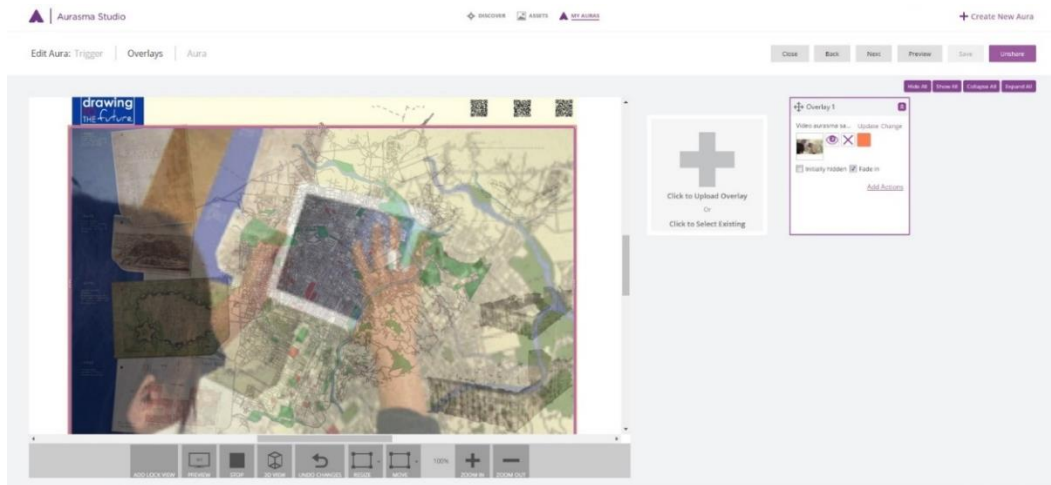 Aurasma Studio
DISCOVER ASSETS MY AURAS
Create New Aura
Edit Aura: Trigger Overlays Aura
Close Back Next Preview Save Unshare
Hide All Show All Collapse All Expand All
drawing
THE future
Overlay 1
Video aurasma se... Update Change
Initially hidden Fade in
Add Actions
Click to Upload Overlay
Or
Click to Select Existing
100%
ADD LOCK VIEW PREVIEW STOP 3D VIEW UNDO CHANGES RESIZE MOVE ZOOM IN ZOOM OUT